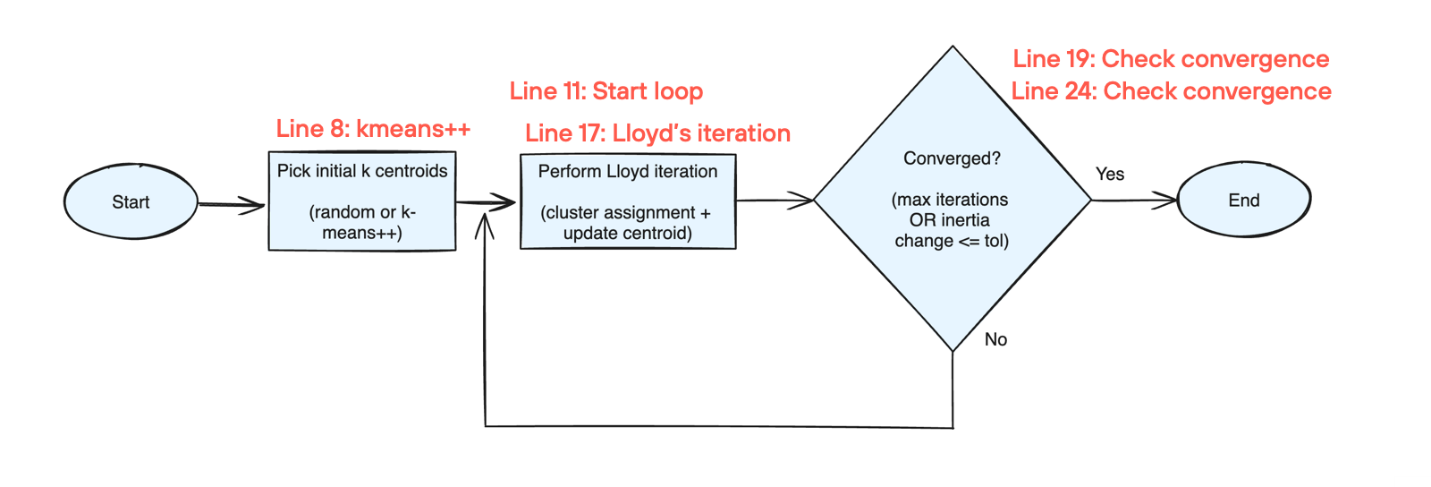 Line 19: Check convergence
Line 11: Start loop
Line 24: Check convergence
Line 8: kmeans++
Line 17: Lloyd's iteration
Start
Pick initial k centroids
(random or k-
means++)
Perform Lloyd iteration
(cluster assignment +
update centroid)
Converged?
(max iterations
OR inertia
change <= tol)
Yes
End
No